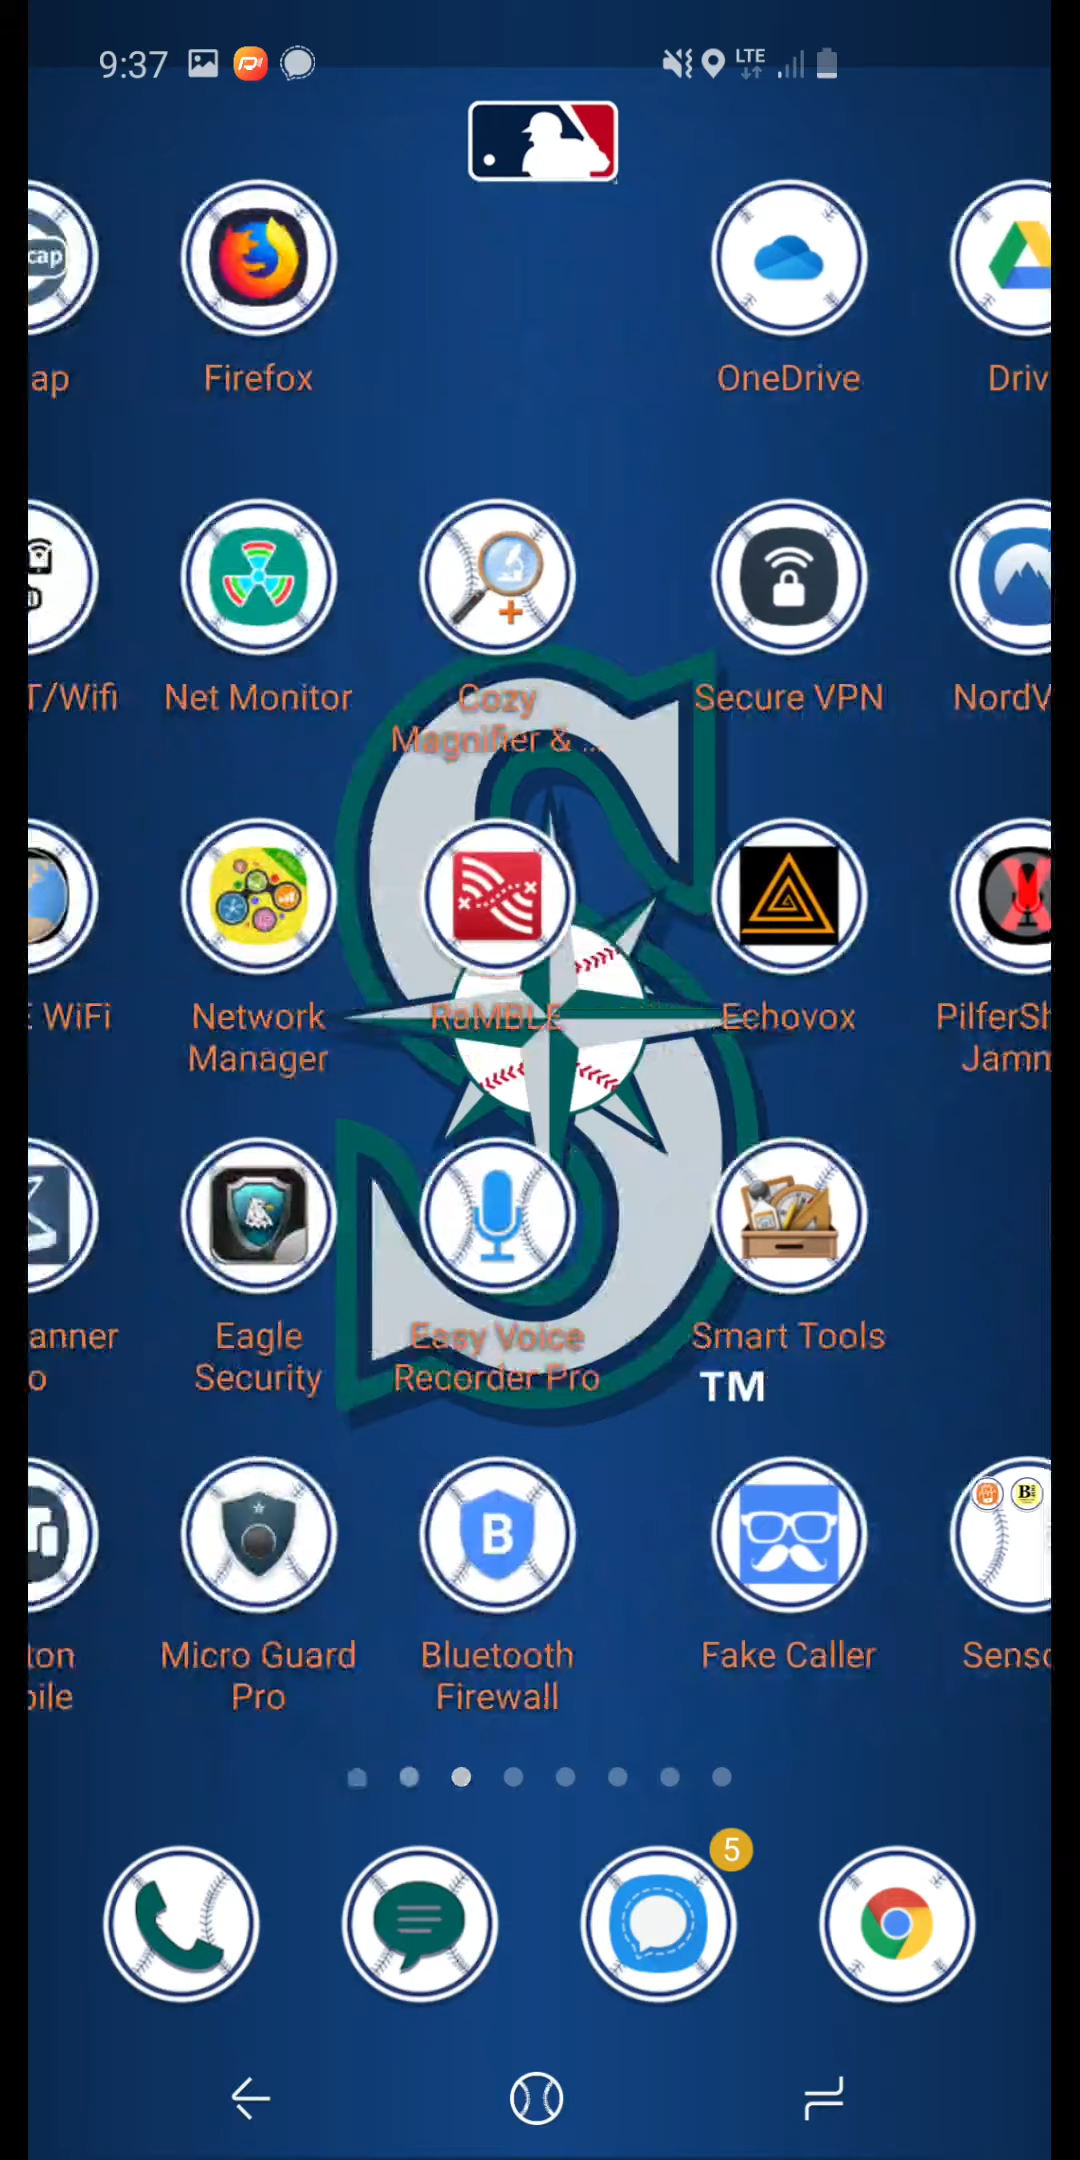 9:37
LTE
cap
ap
Firefox
OneDrive
Driv
T/Wifi
Net Monitor
Cozy
Magnifier & ...
Secure VPN
NordV
WiFi
Network
Manager
RaMBLE
Echovox
PilferSh
Jamm
anner
o
Eagle
Security
Easy Voice
Recorder Pro
Smart Tools
TM
B
B
ton
bile
Micro Guard
Pro
Bluetooth
Firewall
Fake Caller
Senso
5